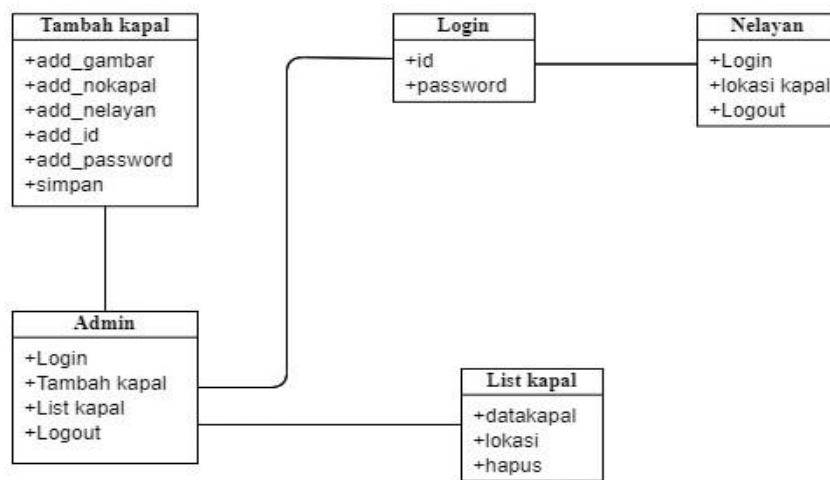 Tambah kapal
+add_gambar
+add_nokapal
+add_nelayan
+add_id
+add_password
+simpan
Login
+id
+password
Nelayan
+Login
+lokasi kapal
+Logout
Admin
+Login
+Tambah kapal
+List kapal
+Logout
List kapal
+datakapal
+lokasi
+hapus